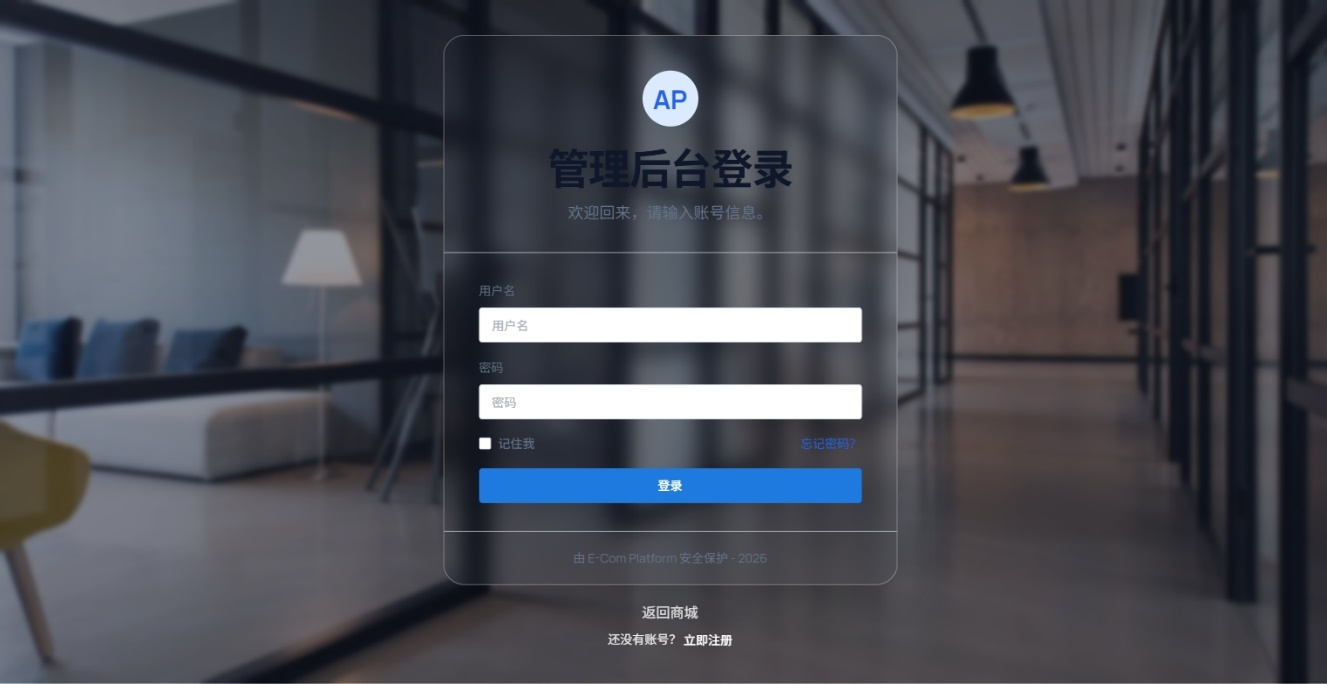 AP
管理后台登录
欢迎回来，请输入账号信息。
用户名
用户名
密码
密码
记住我 忘记密码？
登录
由 E-Com Platform 安全保护 - 2026
返回商城
还没有账号？ 立即注册